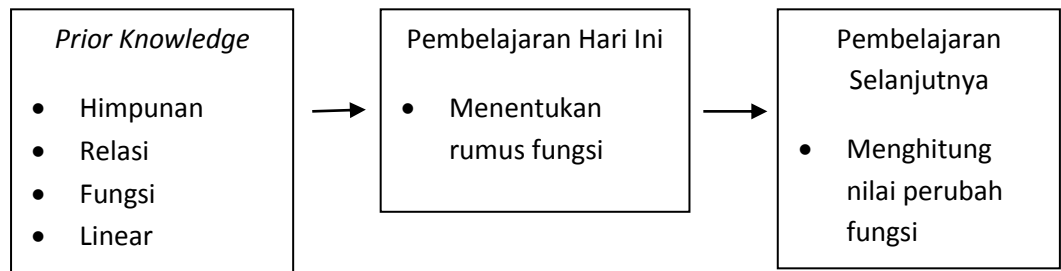 Prior Knowledge
• Himpunan
• Relasi
• Fungsi
• Linear
Pembelajaran Hari Ini
• Menentukan
rumus fungsi
Pembelajaran
Selanjutnya
• Menghitung
nilai perubah
fungsi